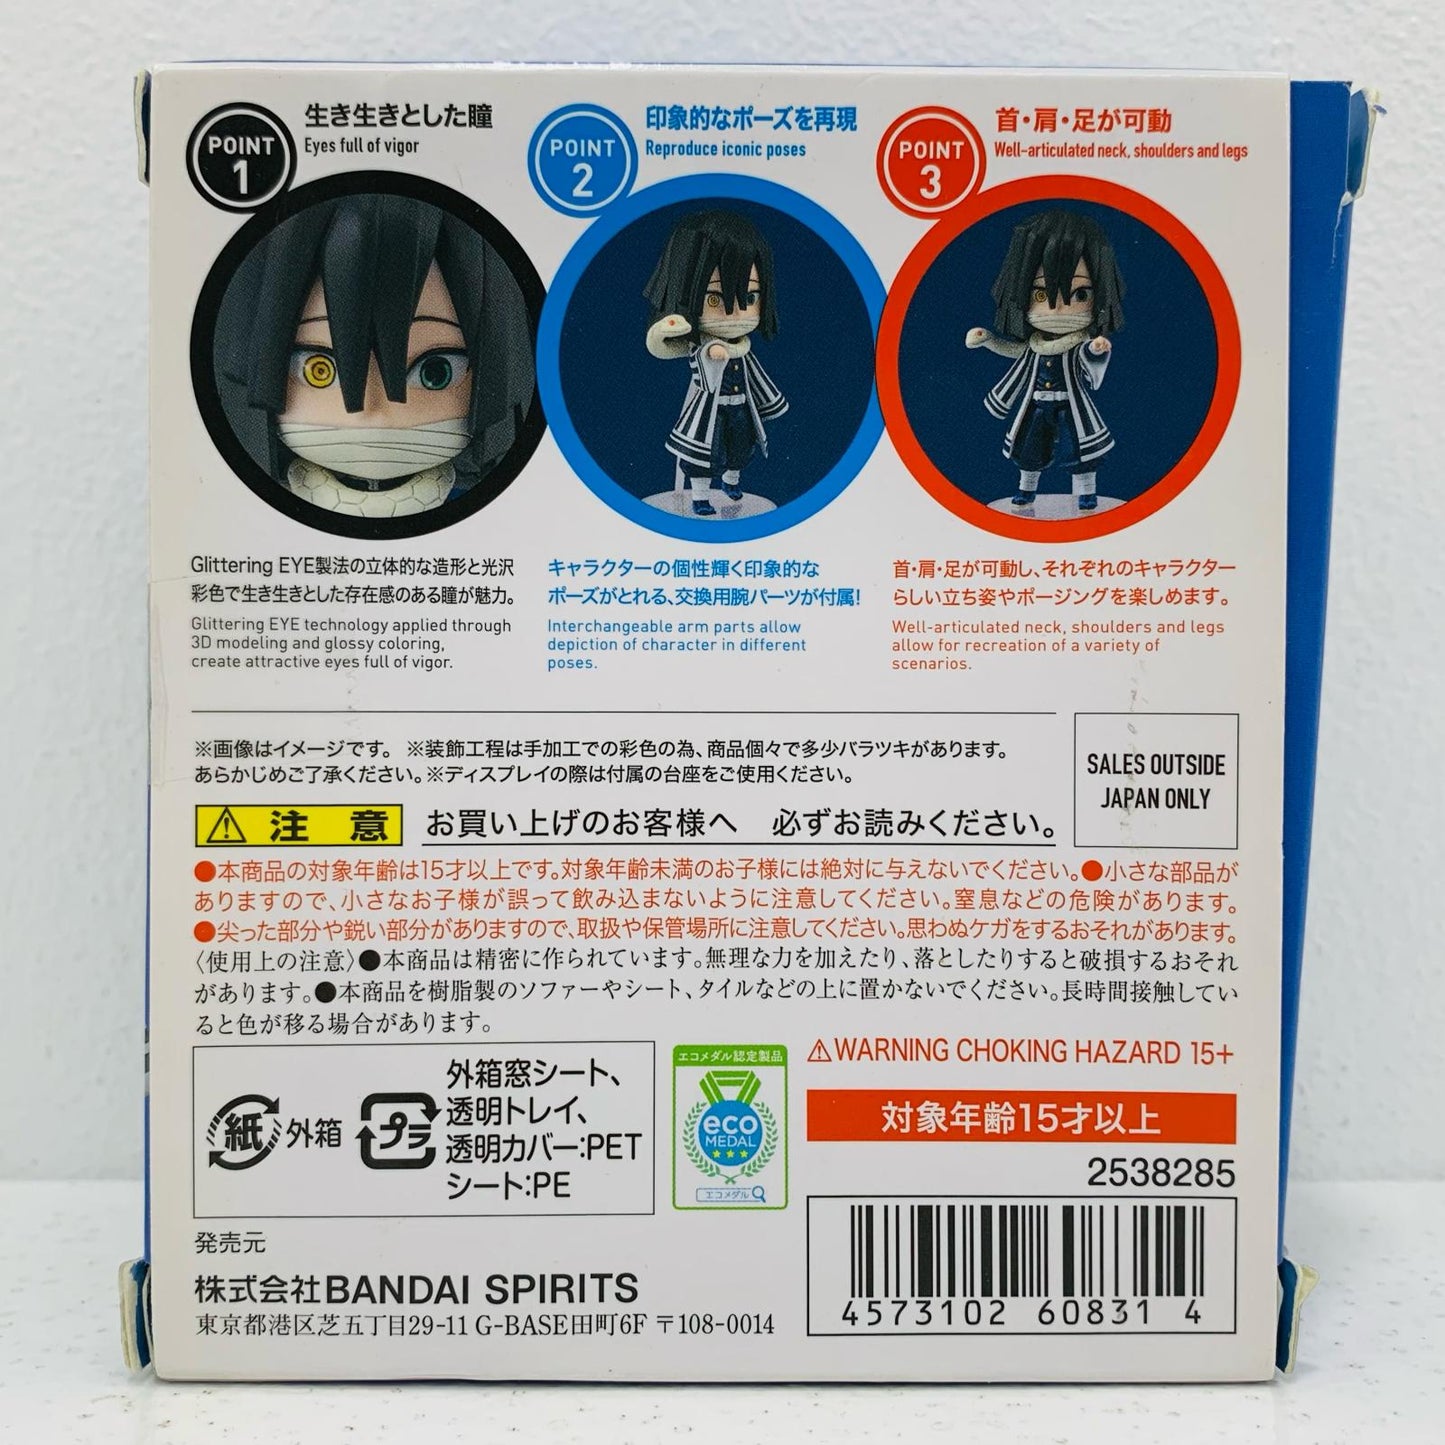 POINT 1
生き生きとした瞳
Eyes full of vigor
POINT 2
印象的なポーズを再現
Reproduce iconic poses
POINT 3
首・肩・足が可動
Well-articulated neck, shoulders and legs
Glittering EYE製法の立体的な造形と光沢
彩色で生き生きとした存在感のある瞳が魅力。
Glittering EYE technology applied through
3D modeling and glossy coloring,
create attractive eyes full of vigor.
キャラクターの個性輝く印象的な
ポーズがとれる、交換用腕パーツが付属!
Interchangeable arm parts allow
depiction of character in different
poses.
首・肩・足が可動し、それぞれのキャラクター
らしい立ち姿やポージングを楽しめます。
Well-articulated neck, shoulders and legs
allow for recreation of a variety of
scenarios.
※画像はイメージです。 ※装飾工程は手加工での彩色の為、商品個々で多少バラツキがあります。
あらかじめご了承ください。※ディスプレイの際は付属の台座をご使用ください。
SALES OUTSIDE
JAPAN ONLY
注意 お買い上げのお客様へ 必ずお読みください。
●本商品の対象年齢は15才以上です。対象年齢未満のお子様には絶対に与えないでください。●小さな部品が
ありますので、小さなお子様が誤って飲み込まないように注意してください。窒息などの危険があります。
●尖った部分や鋭い部分がありますので、取扱や保管場所に注意してください。思わぬケガをするおそれがあります。
〈使用上の注意〉●本商品は精密に作られています。無理な力を加えたり、落としたりすると破損するおそれ
があります。●本商品を樹脂製のソファーやシート、タイルなどの上に置かないでください。長時間接触してい
ると色が移る場合があります。
紙 外箱
プラ
外箱窓シート、
透明トレイ、
透明カバー:PET
シート:PE
エコメダル認定製品
eco
MEDAL
エコメダル
⚠WARNING CHOKING HAZARD 15+
対象年齢15才以上
2538285
4573102 60831 4
発売元
株式会社BANDAI SPIRITS
東京都港区芝五丁目29-11 G-BASE田町6F 〒108-0014